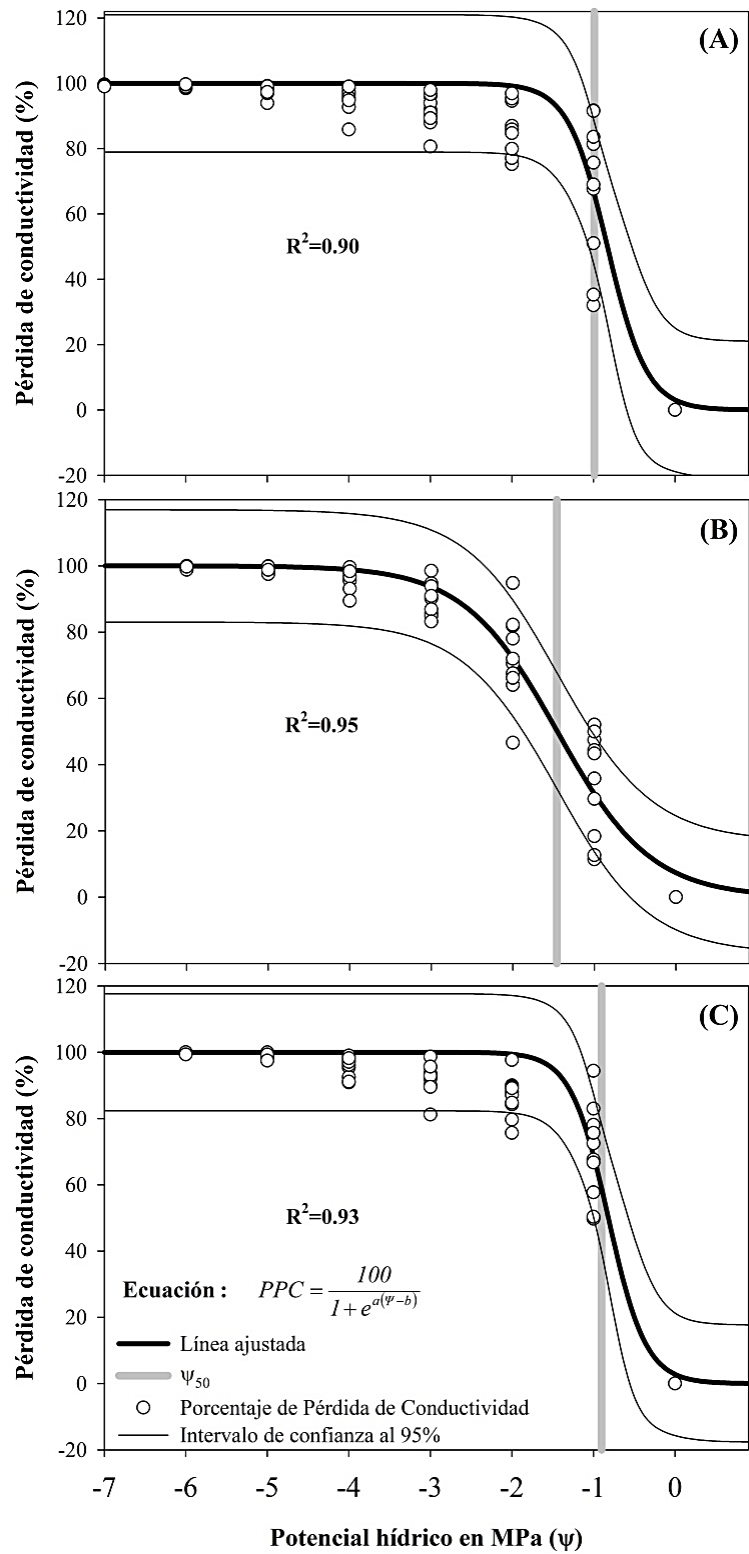 (A)
120
100
80
60
40
20
0
-20
Pérdida de conductividad (%)
R²=0.90
(B)
120
100
80
60
40
20
0
-20
Pérdida de conductividad (%)
R²=0.95
(C)
120
100
80
60
40
20
0
-20
Pérdida de conductividad (%)
R²=0.93
Ecuación : PPC = 100 / 1 + e^a(Ψ−b)
Línea ajustada
Ψ50
Porcentaje de Pérdida de Conductividad
Intervalo de confianza al 95%
-7 -6 -5 -4 -3 -2 -1 0
Potencial hídrico en MPa (ψ)